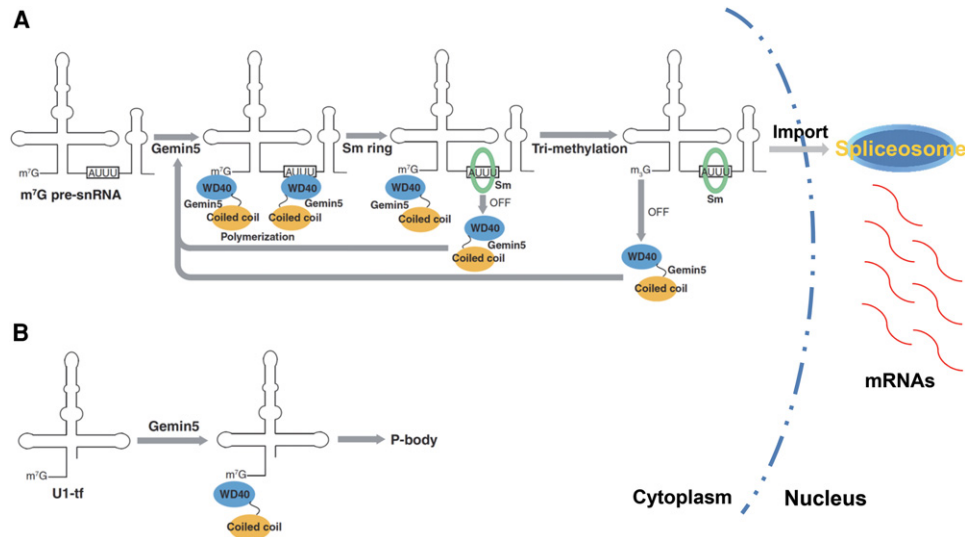 A
Import
Spliceosome
Gemin5
Sm ring
Tri-methylation
m⁷G
AUUU
m⁷G pre-snRNA
m⁷G
AUUU
WD40
WD40
Gemin5
Gemin5
Coiled coil
Coiled coil
Polymerization
m⁷G
AUUU
Sm
WD40
Gemin5
Coiled coil
OFF
WD40
Gemin5
Coiled coil
m₃G
AUUU
Sm
OFF
WD40
Gemin5
Coiled coil
mRNAs
B
Gemin5
P-body
m⁷G
U1-tf
m⁷G
WD40
Coiled coil
Cytoplasm
Nucleus